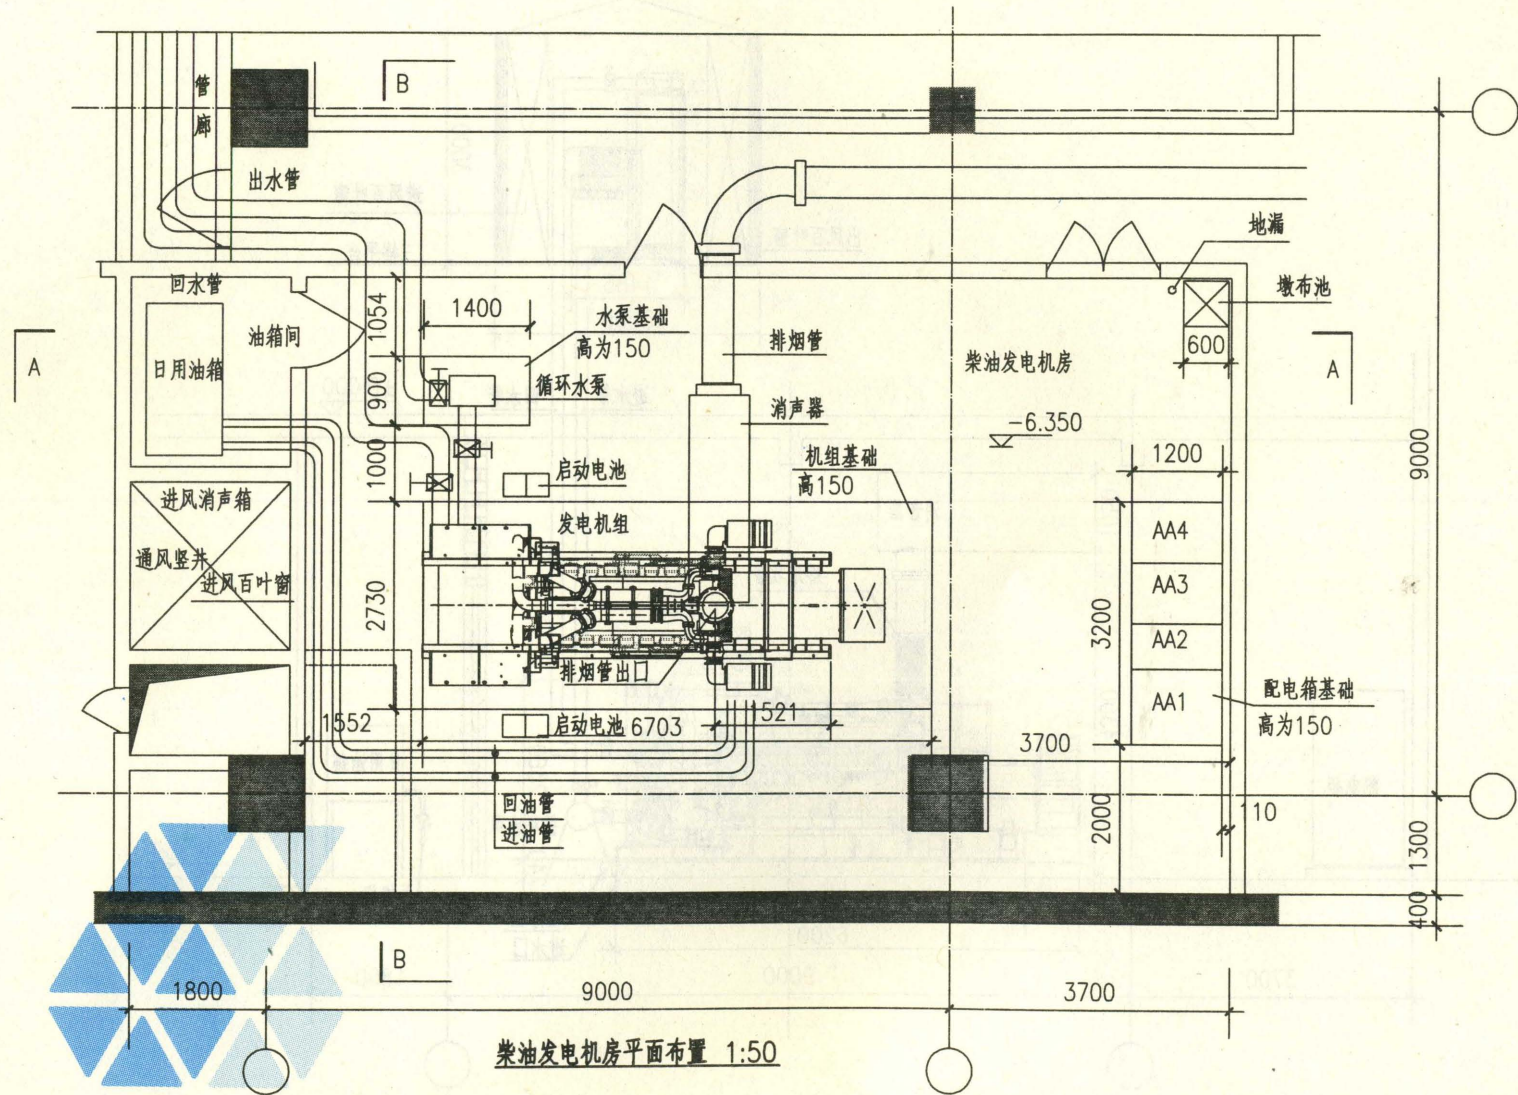 管
廊
B
出水管
地漏
回水管
墩布池
1400
水泵基础
高为150
1054
油箱间
排烟管
600
A
日用油箱
柴油发电机房
A
900
循环水泵
消声器
-6.350
9000
1000
启动电池
机组基础
高150
1200
进风消声箱
发电机组
AA4
通风竖井
进风百叶窗
AA3
2730
3200
AA2
排烟管出口
AA1
配电箱基础
高为150
1552
启动电池
6703
1521
3700
回油管
进油管
2000
110
1300
400
B
1800
9000
3700
柴油发电机房平面布置 1:50